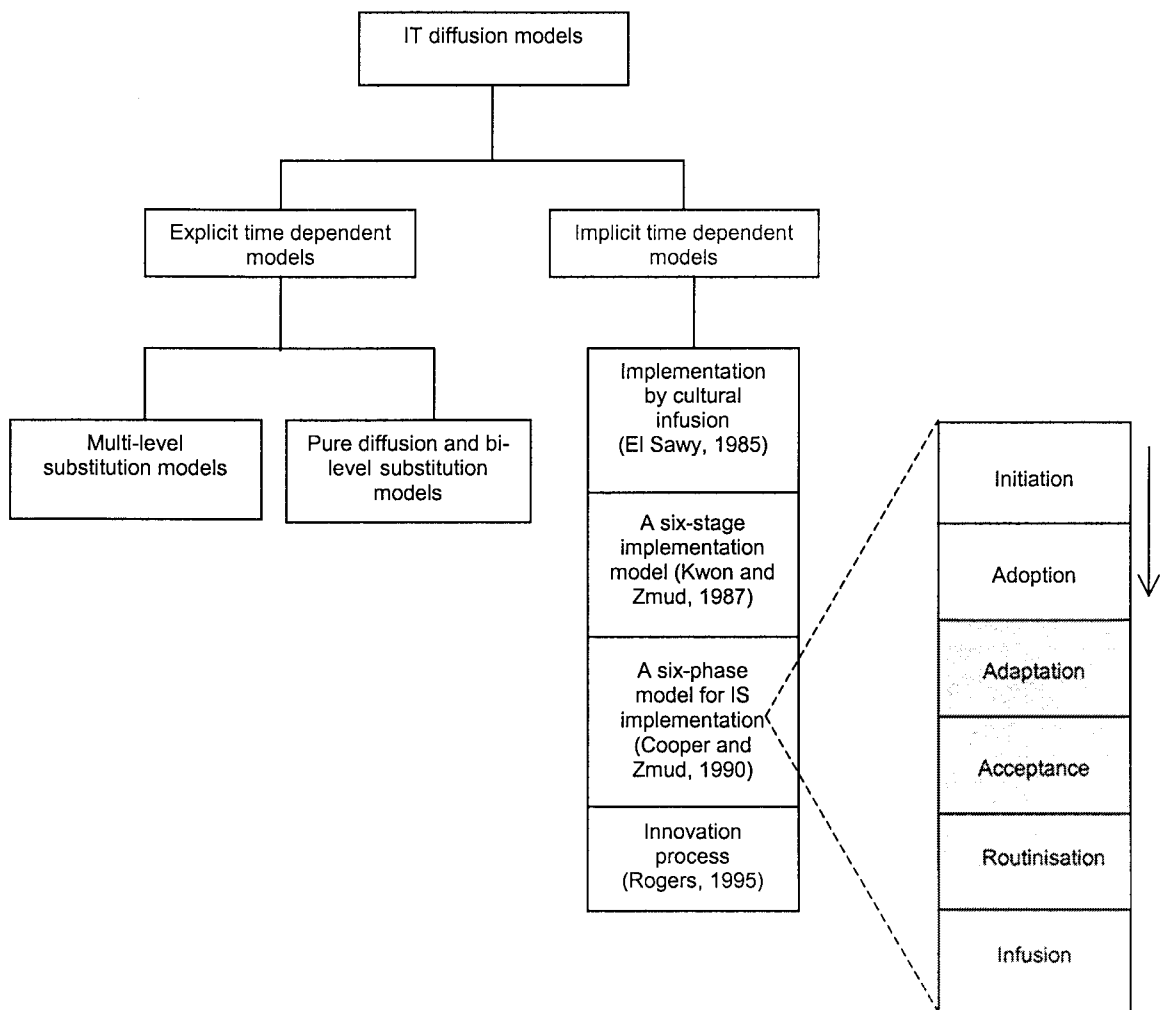 IT diffusion models
Explicit time dependent
models
Implicit time dependent
models
Multi-level
substitution models
Pure diffusion and bi-
level substitution
models
Implementation
by cultural
infusion
(El Sawy, 1985)
A six-stage
implementation
model (Kwon and
Zmud, 1987)
A six-phase
model for IS
implementation
(Cooper and
Zmud, 1990)
Innovation
process
(Rogers, 1995)
Initiation
Adoption
Adaptation
Acceptance
Routinisation
Infusion